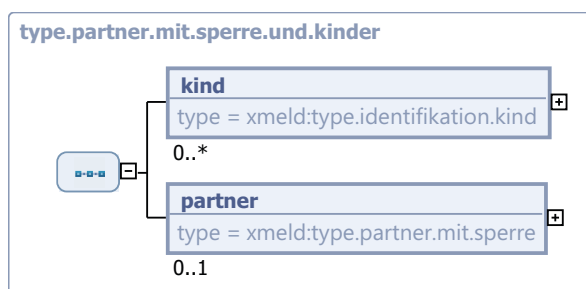 type.partner.mit.sperre.und.kinder
kind
type = xmeld:type.identifikation.kind
0..*
partner
type = xmeld:type.partner.mit.sperre
0..1